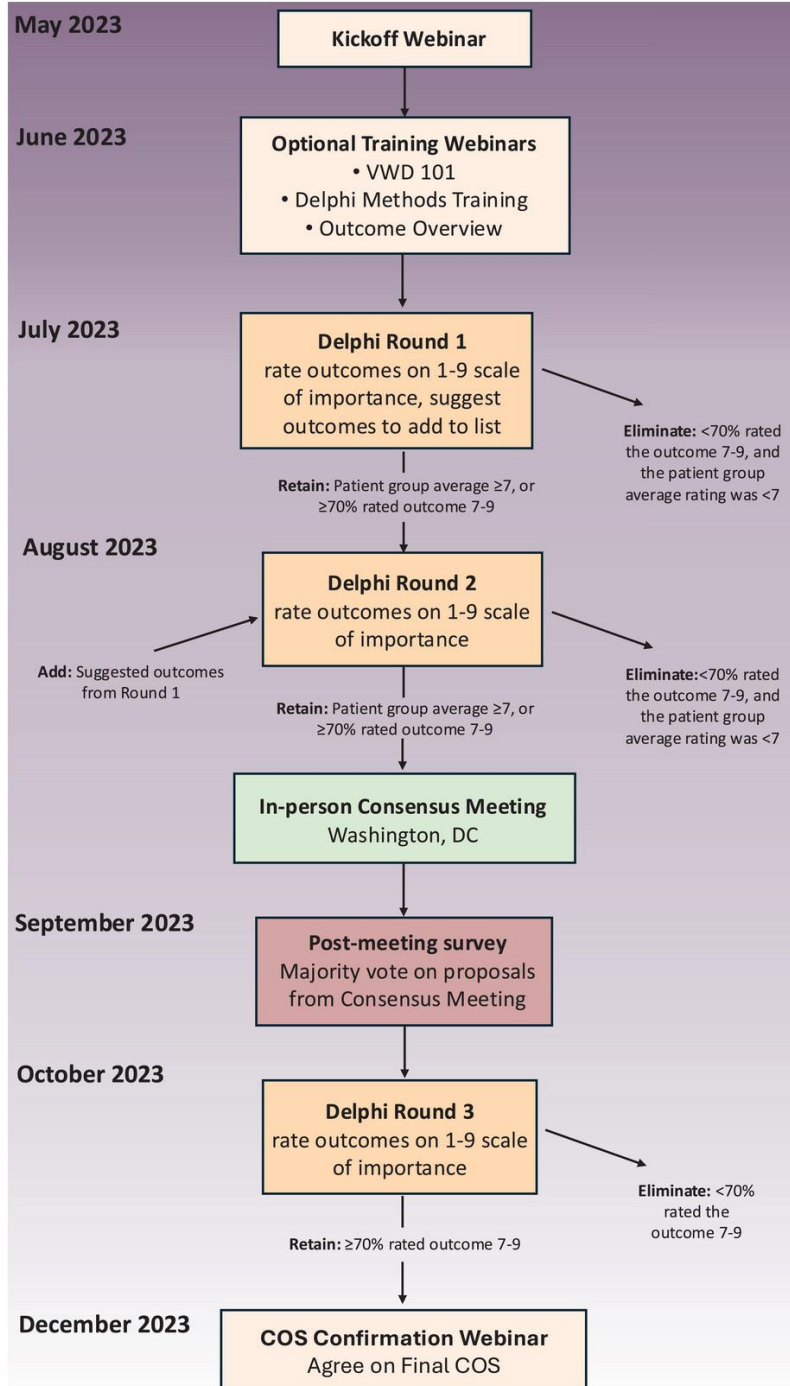 May 2023
Kickoff Webinar
June 2023
Optional Training Webinars
• VWD 101
• Delphi Methods Training
• Outcome Overview
July 2023
Delphi Round 1
rate outcomes on 1-9 scale
of importance, suggest
outcomes to add to list
Eliminate: <70% rated
the outcome 7-9, and
the patient group
average rating was <7
Retain: Patient group average ≥7, or
≥70% rated outcome 7-9
August 2023
Delphi Round 2
rate outcomes on 1-9 scale
of importance
Add: Suggested outcomes
from Round 1
Eliminate:<70% rated
the outcome 7-9, and
the patient group
average rating was <7
Retain: Patient group average ≥7, or
≥70% rated outcome 7-9
In-person Consensus Meeting
Washington, DC
September 2023
Post-meeting survey
Majority vote on proposals
from Consensus Meeting
October 2023
Delphi Round 3
rate outcomes on 1-9 scale
of importance
Eliminate: <70%
rated the
outcome 7-9
Retain: ≥70% rated outcome 7-9
December 2023
COS Confirmation Webinar
Agree on Final COS